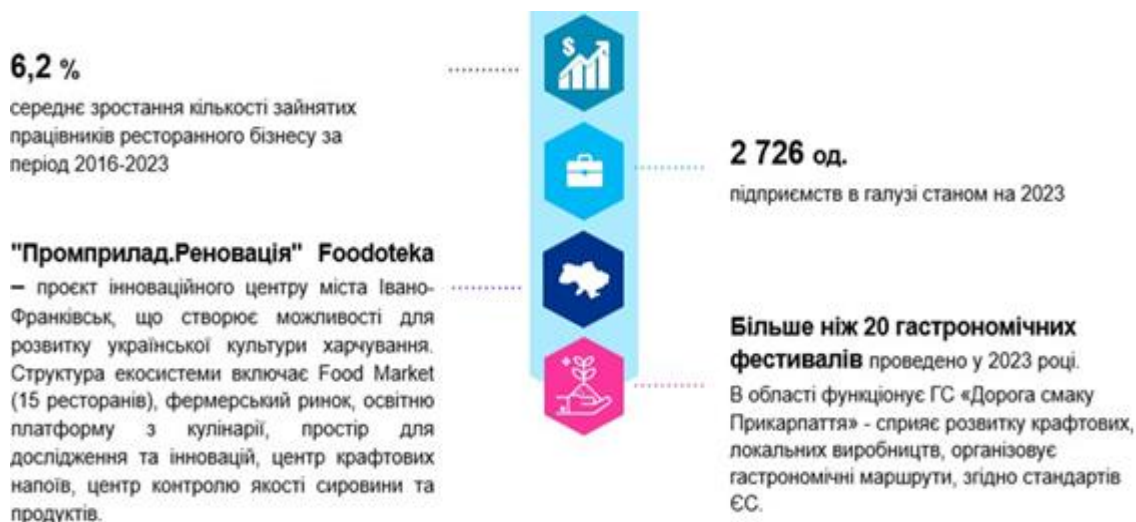 6,2 %
середнє зростання кількості зайнятих
працівників ресторанного бізнесу за
період 2016-2023
2 726 од.
підприємств в галузі станом на 2023
"Промприлад.Реновація" Foodoteka
– проєкт інноваційного центру міста Івано-
Франківськ, що створює можливості для
розвитку української культури харчування.
Структура екосистеми включає Food Market
(15 ресторанів), фермерський ринок, освітню
платформу з кулінарії, простір для
дослідження та інновацій, центр крафтових
напоїв, центр контролю якості сировини та
продуктів.
Більше ніж 20 гастрономічних
фестивалів проведено у 2023 році.
В області функціонує ГС «Дорога смаку
Прикарпаття» - сприяє розвитку крафтових,
локальних виробництв, організовує
гастрономічні маршрути, згідно стандартів
ЄС.
$